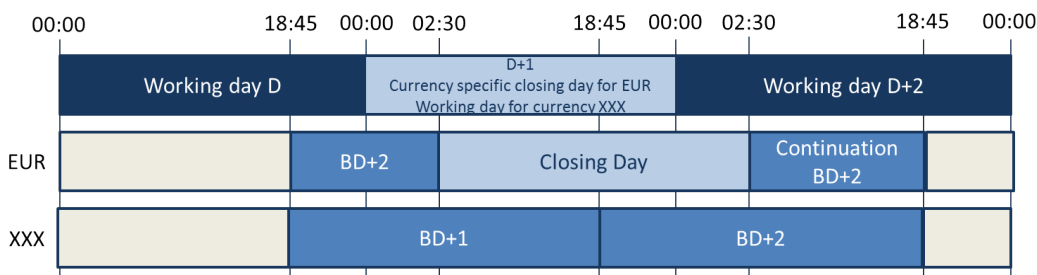 00:00 18:45 00:00 02:30 18:45 00:00 02:30 18:45 00:00
Working day D
D+1
Currency specific closing day for EUR
Working day for currency XXX
Working day D+2
EUR
BD+2
Closing Day
Continuation
BD+2
XXX
BD+1
BD+2